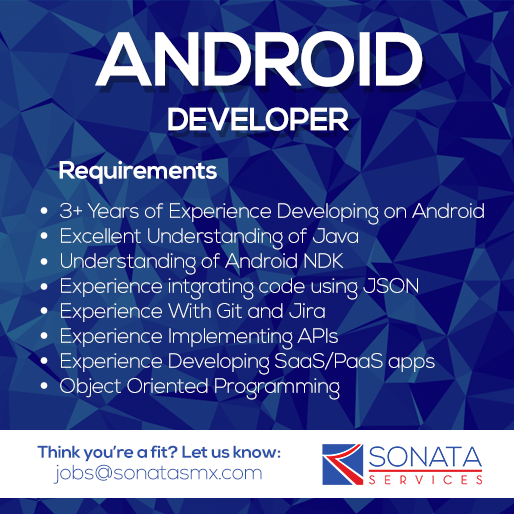 ANDROID
DEVELOPER
Requirements
• 3+ Years of Experience Developing on Android
• Excellent Understanding of Java
• Understanding of Android NDK
• Experience intgrating code using JSON
• Experience With Git and Jira
• Experience Implementing APIs
• Experience Developing SaaS/PaaS apps
• Object Oriented Programming
Think you're a fit? Let us know:
jobs@sonatasmx.com
SONATA
SERVICES